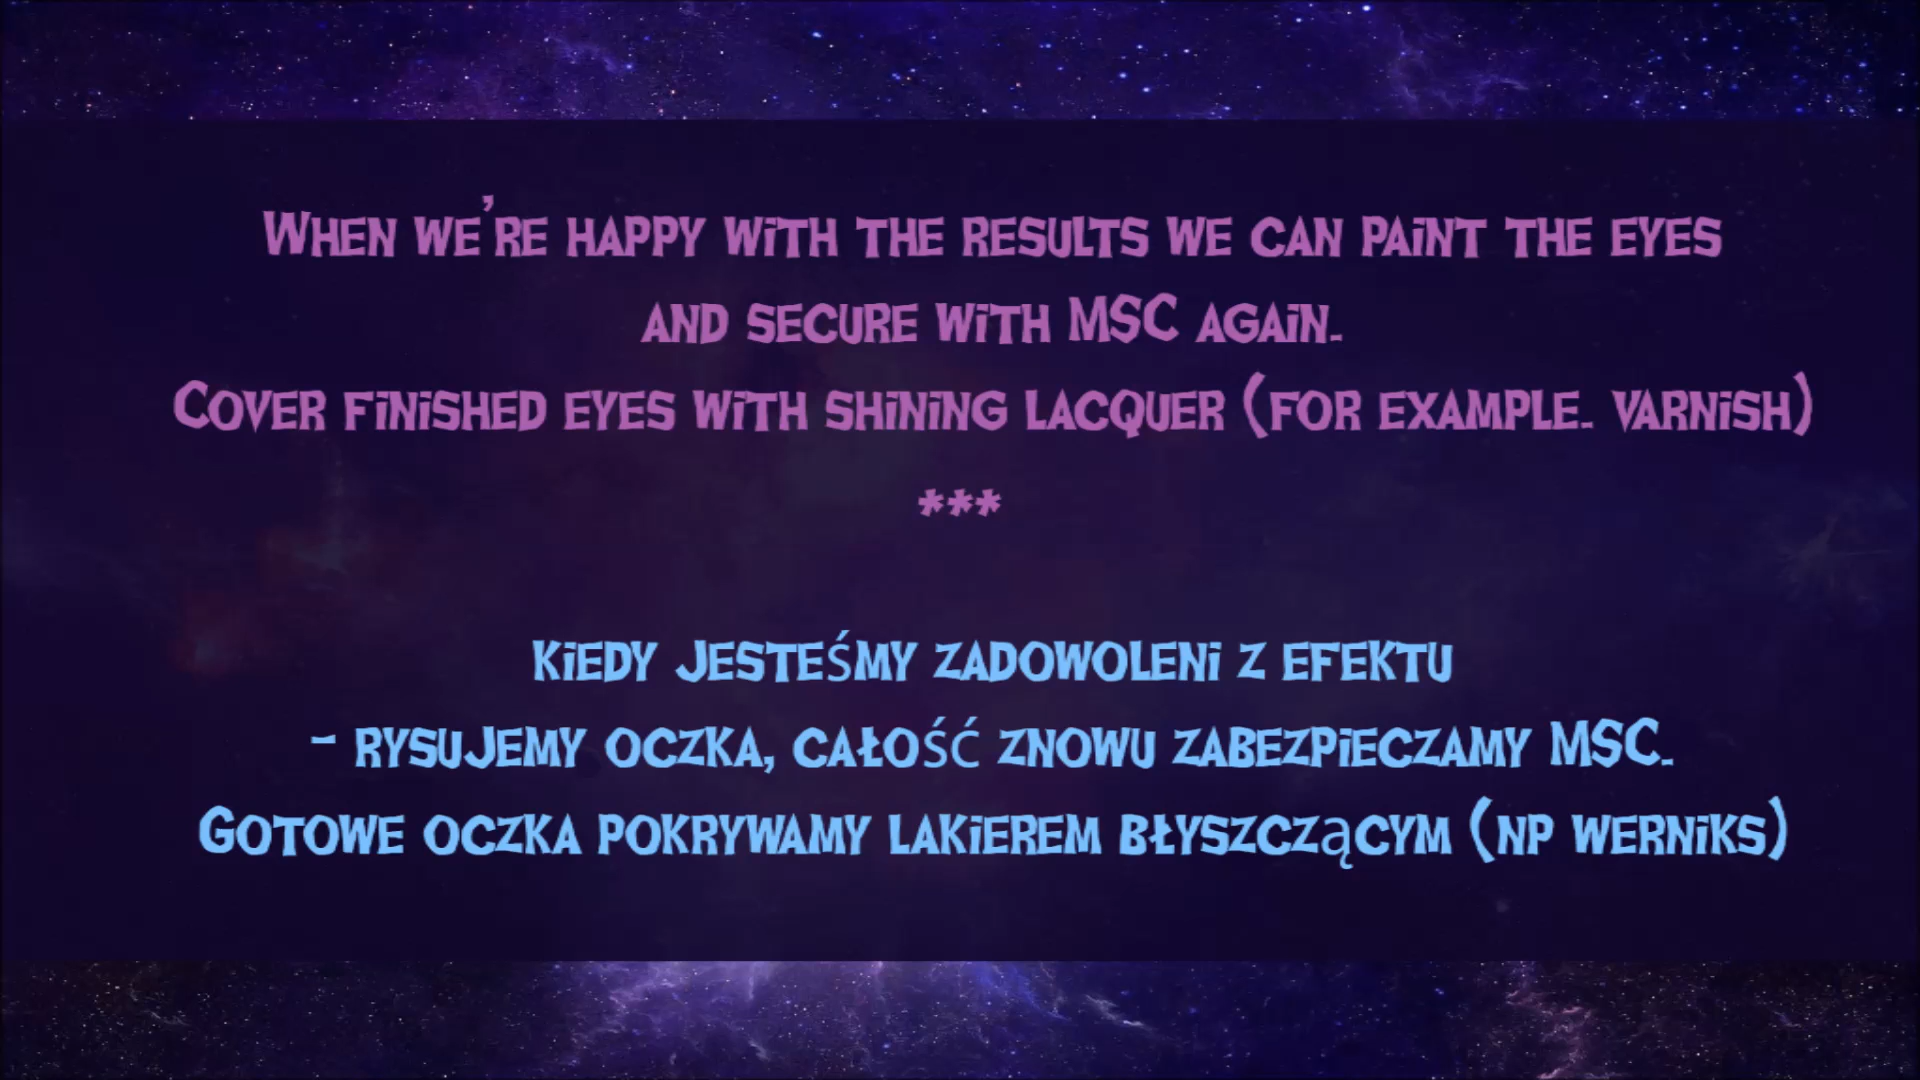 When we're happy with the results we can paint the eyes
and secure with MSC again.
Cover finished eyes with shining lacquer (for example. varnish)
***
kiedy jesteśmy zadowoleni z efektu
- rysujemy oczka, całość znowu zabezpieczamy MSC.
Gotowe oczka pokrywamy lakierem błyszczącym (np werniks)